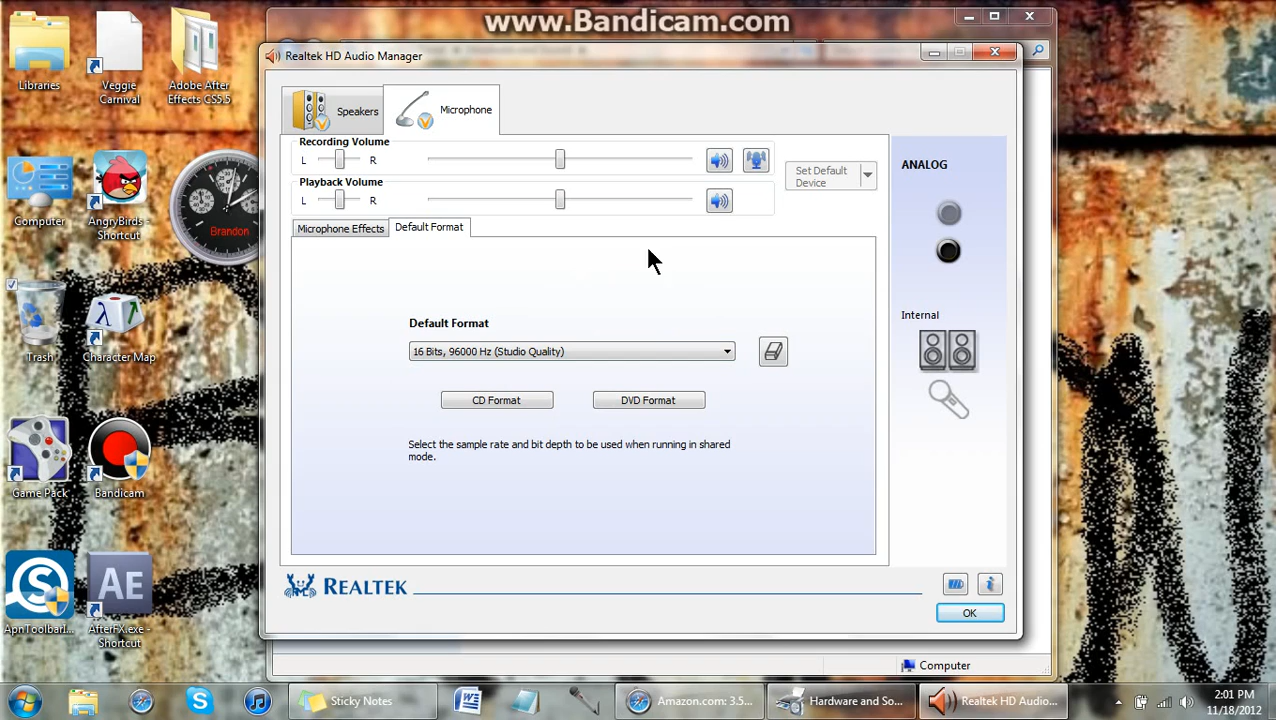 www.Bandicam.com
Realtek HD Audio Manager
Libraries
Veggie
Carnival
Adobe After
Effects CS5.5
Speakers
Microphone
Recording Volume
L R
Set Default
Device
ANALOG
Playback Volume
L R
Microphone Effects
Default Format
Computer
AngryBirds -
Shortcut
Brandon
Default Format
16 Bits, 96000 Hz (Studio Quality)
Internal
Trash
Character Map
CD Format
DVD Format
Select the sample rate and bit depth to be used when running in shared
mode.
Game Pack
Bandicam
REALTEK
OK
AE
ApnToolbarI...
AfterFX.exe -
Shortcut
Computer
Sticky Notes
Amazon.com: 3.5...
Hardware and So...
Realtek HD Audio...
2:01 PM
11/18/2012